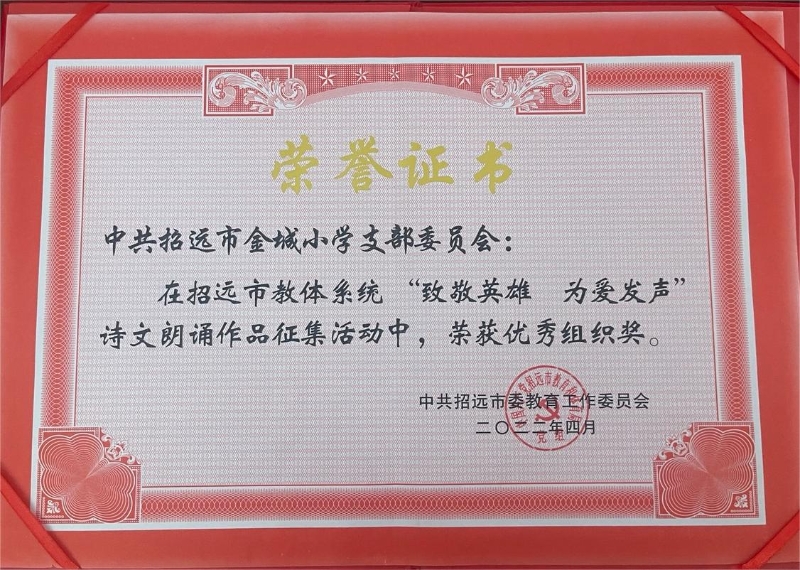 荣誉证书
中共招远市金城小学支部委员会：
在招远市教体系统 “致敬英雄 为爱发声”
诗文朗诵作品征集活动中，荣获优秀组织奖。
中共招远市委教育工作委员会
二〇二二年四月